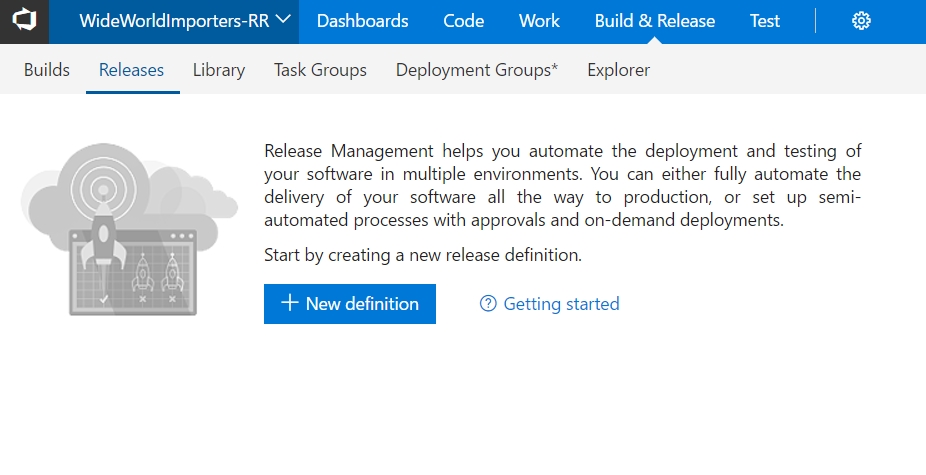 WideWorldImporters-RR Dashboards Code Work Build & Release Test
Builds Releases Library Task Groups Deployment Groups* Explorer
Release Management helps you automate the deployment and testing of
your software in multiple environments. You can either fully automate the
delivery of your software all the way to production, or set up semi-
automated processes with approvals and on-demand deployments.
Start by creating a new release definition.
+ New definition ? Getting started